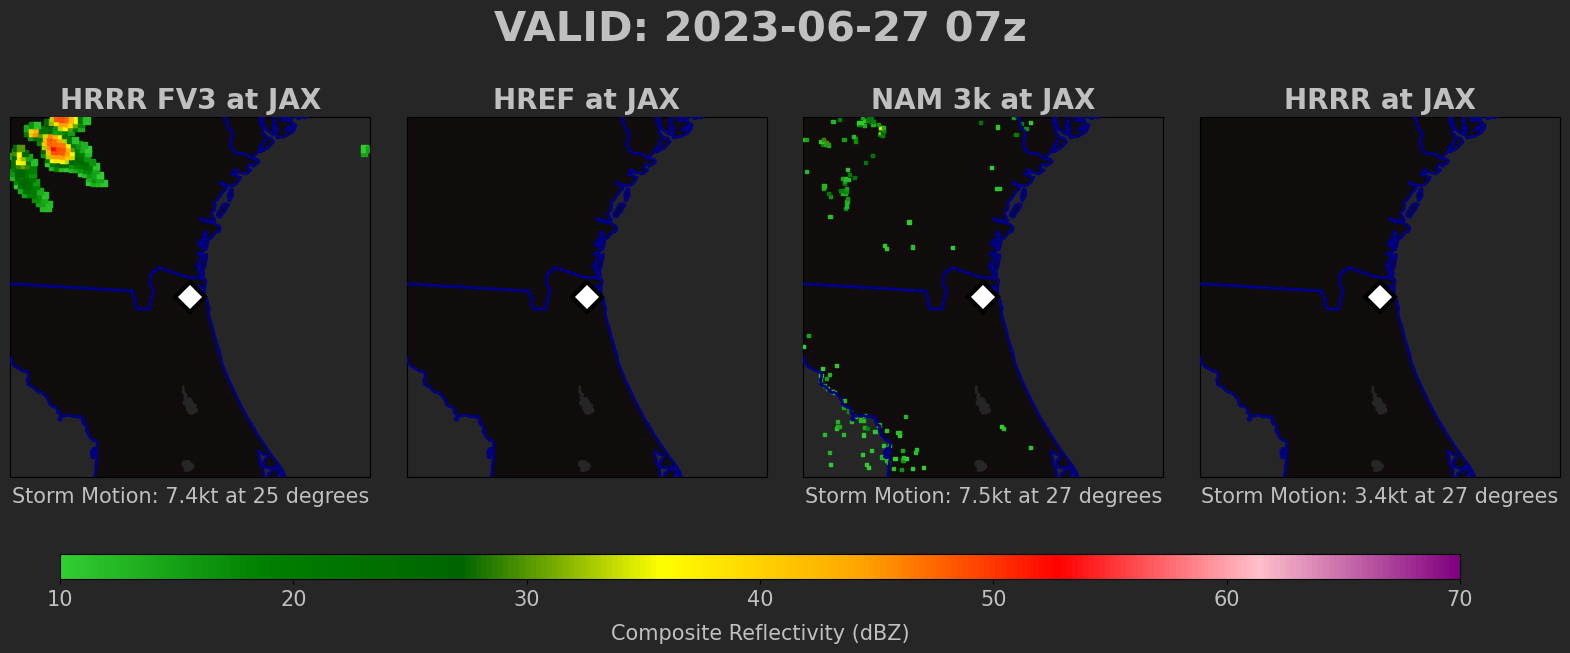 VALID: 2023-06-27 07z
HRRR FV3 at JAX
HREF at JAX
NAM 3k at JAX
HRRR at JAX
Storm Motion: 7.4kt at 25 degrees
Storm Motion: 7.5kt at 27 degrees
Storm Motion: 3.4kt at 27 degrees
10 20 30 40 50 60 70
Composite Reflectivity (dBZ)